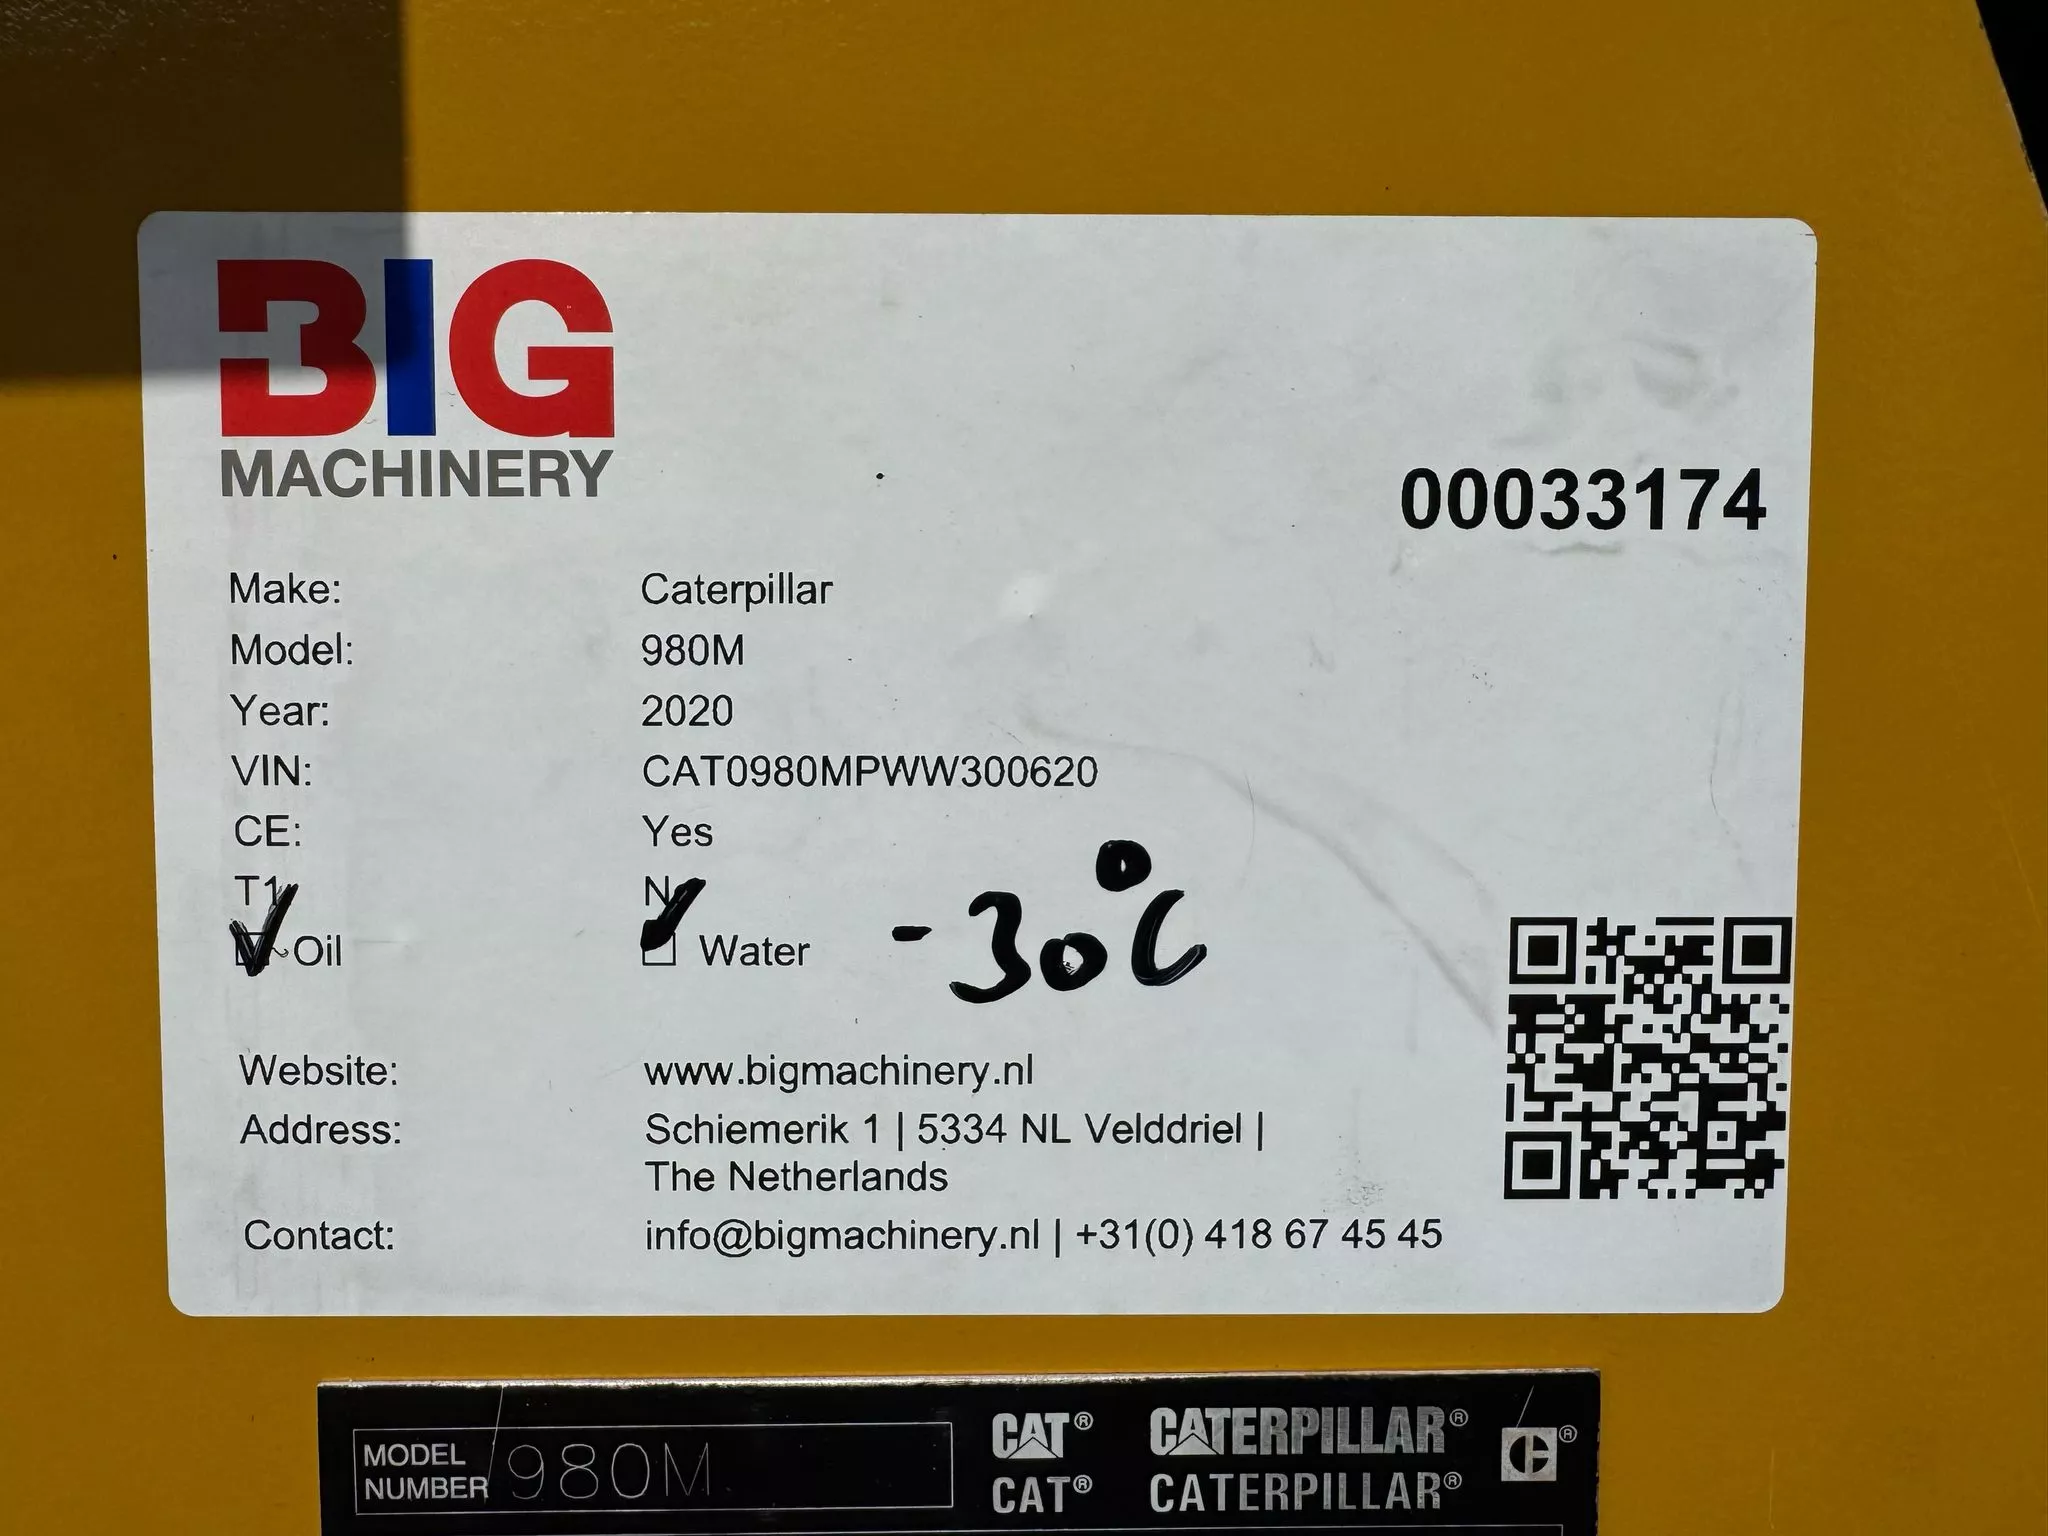 BIG
MACHINERY
00033174
Make: Caterpillar
Model: 980M
Year: 2020
VIN: CAT0980MPWW300620
CE: Yes
T1
Oil Water -30°C
Website: www.bigmachinery.nl
Address: Schiemerik 1 | 5334 NL Velddriel |
The Netherlands
Contact: info@bigmachinery.nl | +31(0) 418 67 45 45
MODEL NUMBER 980M
CAT® CATERPILLAR® ®
CAT® CATERPILLAR®